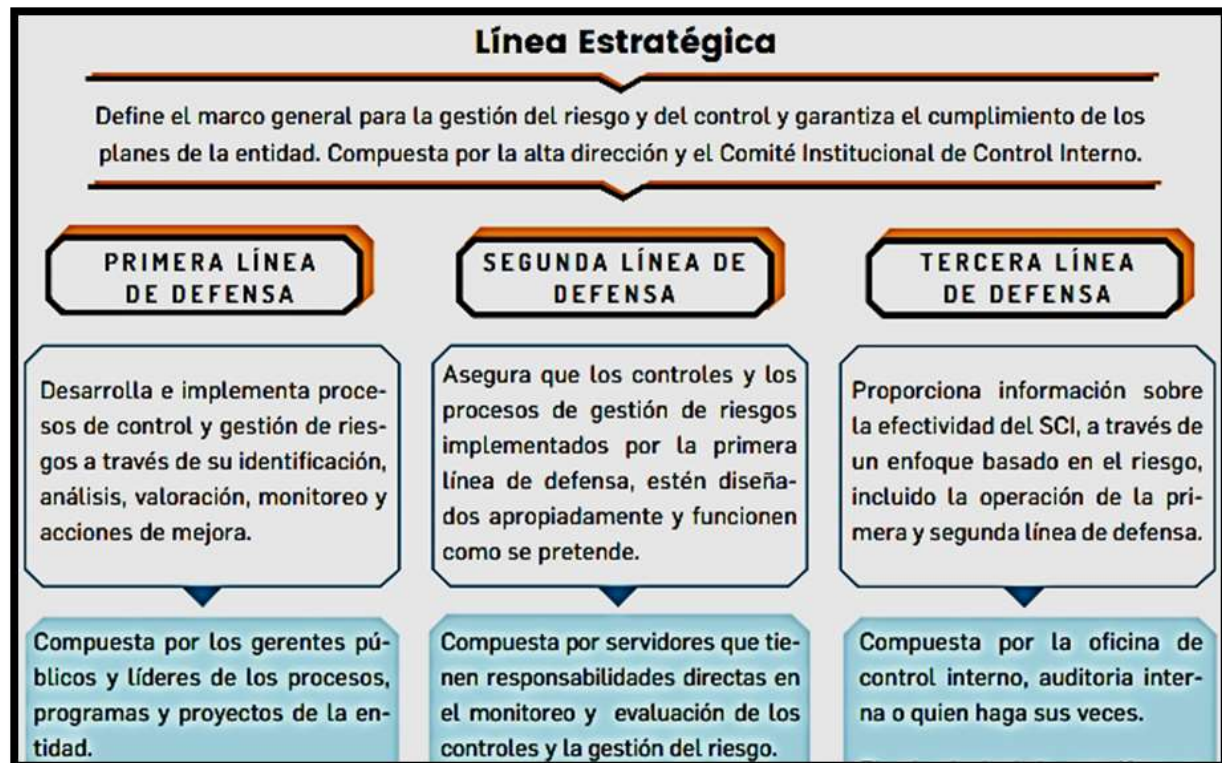 Línea Estratégica
Define el marco general para la gestión del riesgo y del control y garantiza el cumplimiento de los
planes de la entidad. Compuesta por la alta dirección y el Comité Institucional de Control Interno.
PRIMERA LÍNEA
DE DEFENSA
Desarrolla e implementa proce-
sos de control y gestión de ries-
gos a través de su identificación,
análisis, valoración, monitoreo y
acciones de mejora.
Compuesta por los gerentes pú-
blicos y líderes de los procesos,
programas y proyectos de la en-
tidad.
SEGUNDA LÍNEA DE
DEFENSA
Asegura que los controles y los
procesos de gestión de riesgos
implementados por la primera
línea de defensa, estén diseña-
dos apropiadamente y funcionen
como se pretende.
Compuesta por servidores que tie-
nen responsabilidades directas en
el monitoreo y evaluación de los
controles y la gestión del riesgo.
TERCERA LÍNEA
DE DEFENSA
Proporciona información sobre
la efectividad del SCI, a través de
un enfoque basado en el riesgo,
incluido la operación de la pri-
mera y segunda línea de defensa.
Compuesta por la oficina de
control interno, auditoria inter-
na o quien haga sus veces.